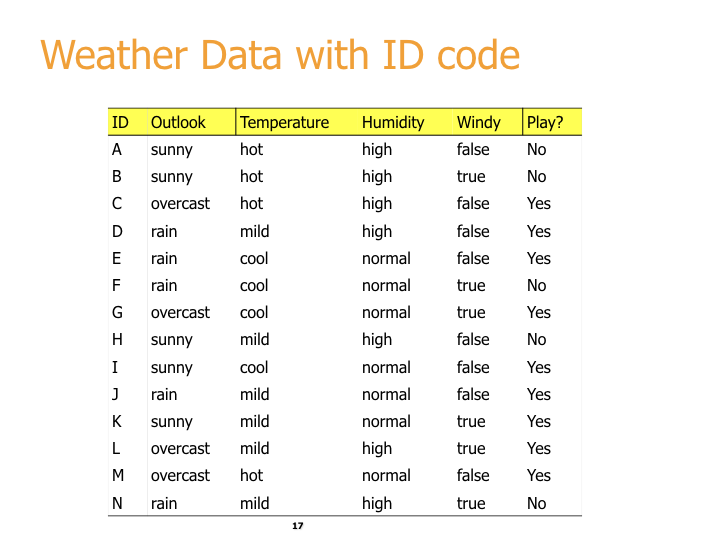 Weather Data with ID code
ID Outlook Temperature Humidity Windy Play?
A sunny hot high false No
B sunny hot high true No
C overcast hot high false Yes
D rain mild high false Yes
E rain cool normal false Yes
F rain cool normal true No
G overcast cool normal true Yes
H sunny mild high false No
I sunny cool normal false Yes
J rain mild normal false Yes
K sunny mild normal true Yes
L overcast mild high true Yes
M overcast hot normal false Yes
N rain mild high true No
17